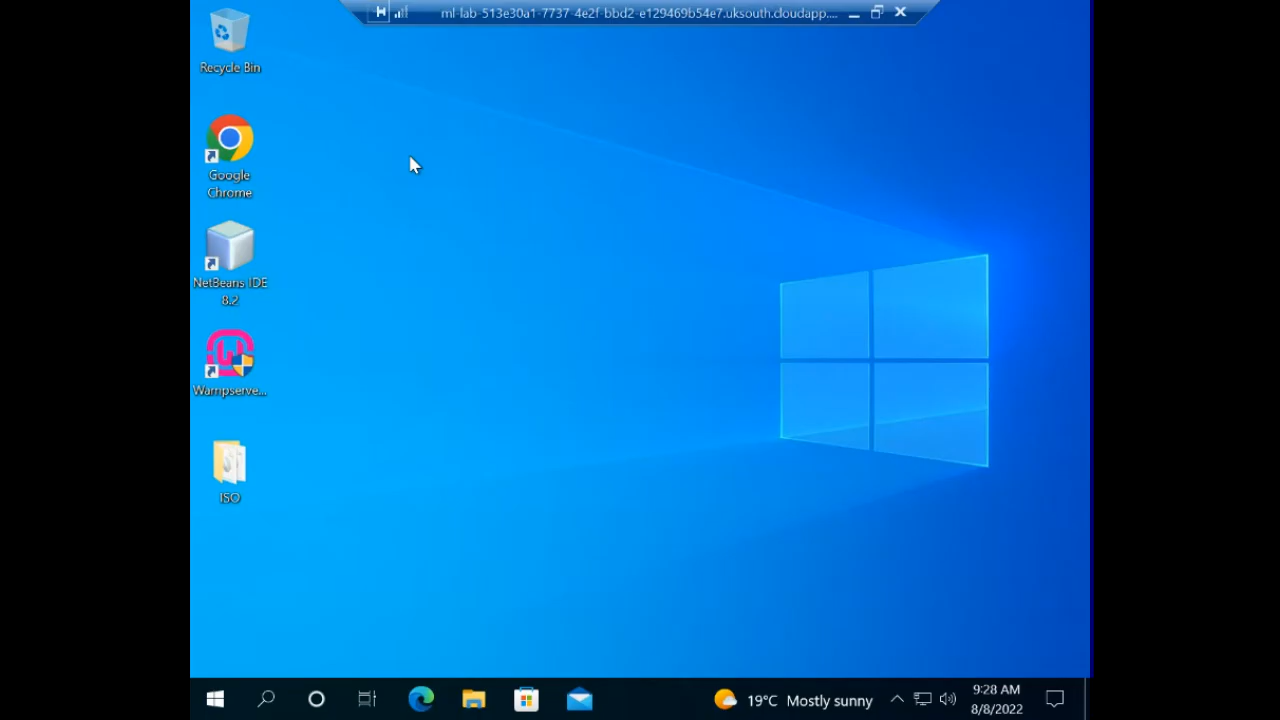 ml-lab-513e30a1-7737-4e2f-bbd2-e129469b54e7.uksouth.cloudapp....
Recycle Bin
Google
Chrome
NetBeans IDE
8.2
Wampserve...
ISO
19°C Mostly sunny
9:28 AM
8/8/2022